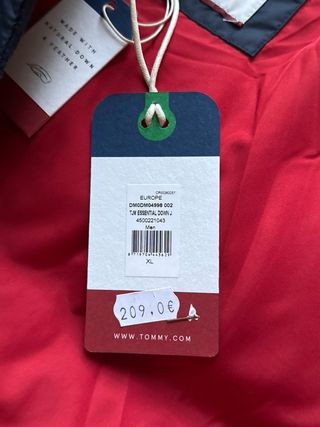 MADE WITH
NATURAL DOWN
& FEATHER
EUROPE
DM0DM04996 002
TJM ESSENTIAL DOWN J.
4500221043
Men
XL
209.0€
WWW.TOMMY.COM